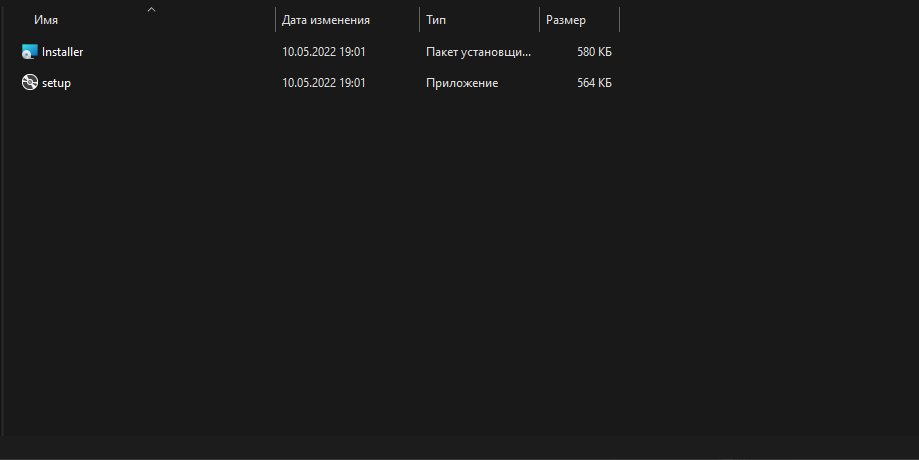 Имя Дата изменения Тип Размер
Installer 10.05.2022 19:01 Пакет установщи... 580 КБ
setup 10.05.2022 19:01 Приложение 564 КБ